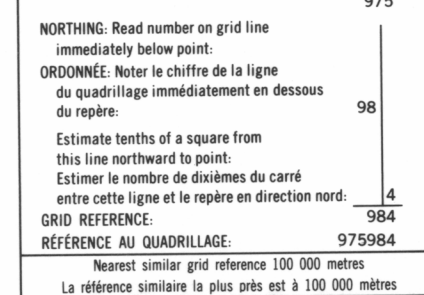 975
NORTHING: Read number on grid line
immediately below point:
ORDONNÉE: Noter le chiffre de la ligne
du quadrillage immédiatement en dessous
du repère: 98
Estimate tenths of a square from
this line northward to point:
Estimer le nombre de dixièmes du carré
entre cette ligne et le repère en direction nord: 4
GRID REFERENCE: 984
RÉFÉRENCE AU QUADRILLAGE: 975984
Nearest similar grid reference 100 000 metres
La référence similaire la plus près est à 100 000 mètres